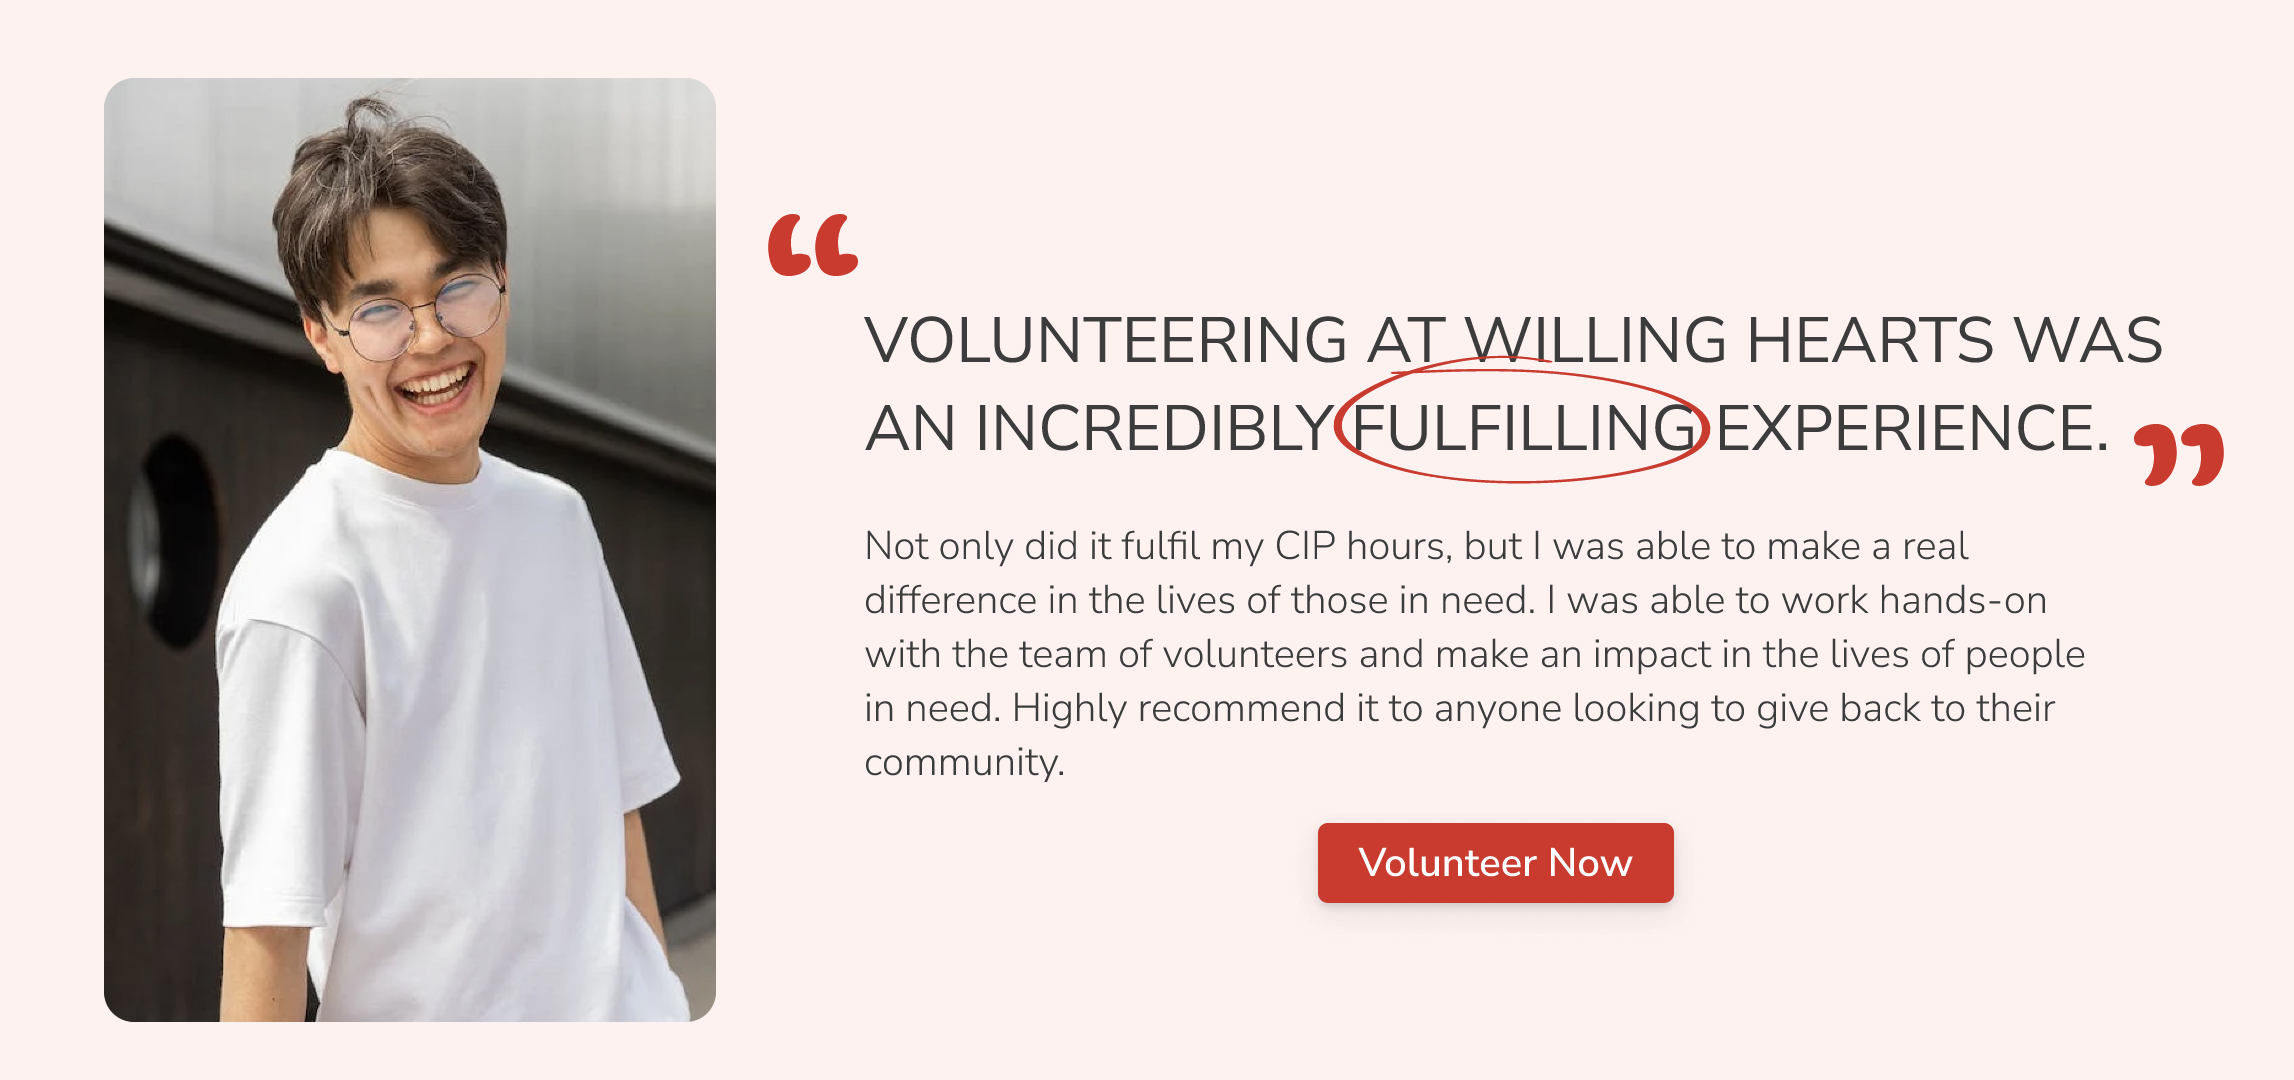 “
VOLUNTEERING AT WILLING HEARTS WAS
AN INCREDIBLY FULFILLING EXPERIENCE. ”
Not only did it fulfil my CIP hours, but I was able to make a real
difference in the lives of those in need. I was able to work hands-on
with the team of volunteers and make an impact in the lives of people
in need. Highly recommend it to anyone looking to give back to their
community.
Volunteer Now